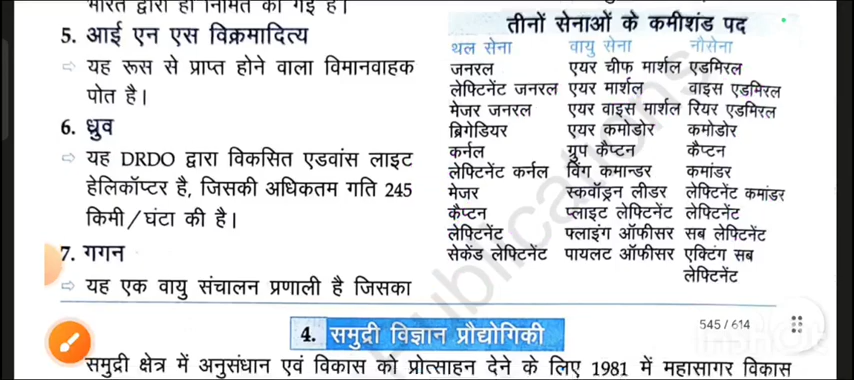 भारत द्वारा ही निर्मित की गई है।
5. आई एन एस विक्रमादित्य
⇨ यह रूस से प्राप्त होने वाला विमानवाहक
पोत है।
6. ध्रुव
⇨ यह DRDO द्वारा विकसित एडवांस लाइट
हेलिकॉप्टर है, जिसकी अधिकतम गति 245
किमी/घंटा की है।
7. गगन
⇨ यह एक वायु संचालन प्रणाली है जिसका
तीनों सेनाओं के कमीशंड पद
थल सेना वायु सेना नौसेना
जनरल एयर चीफ मार्शल एडमिरल
लेफ्टिनेंट जनरल एयर मार्शल वाइस एडमिरल
मेजर जनरल एयर वाइस मार्शल रियर एडमिरल
ब्रिगेडियर एयर कमोडोर कमोडोर
कर्नल ग्रुप कैप्टन कैप्टन
लेफ्टिनेंट कर्नल विंग कमान्डर कमांडर
मेजर स्क्वॉड्रन लीडर लेफ्टिनेंट कमांडर
कैप्टन फ्लाइट लेफ्टिनेंट लेफ्टिनेंट
लेफ्टिनेंट फ्लाइंग ऑफीसर सब लेफ्टिनेंट
सेकेंड लेफ्टिनेंट पायलट ऑफीसर एक्टिंग सब
लेफ्टिनेंट
Publications
545 / 614
4. समुद्री विज्ञान प्रौद्योगिकी
समुद्री क्षेत्र में अनुसंधान एवं विकास को प्रोत्साहन देने के लिए 1981 में महासागर विकास